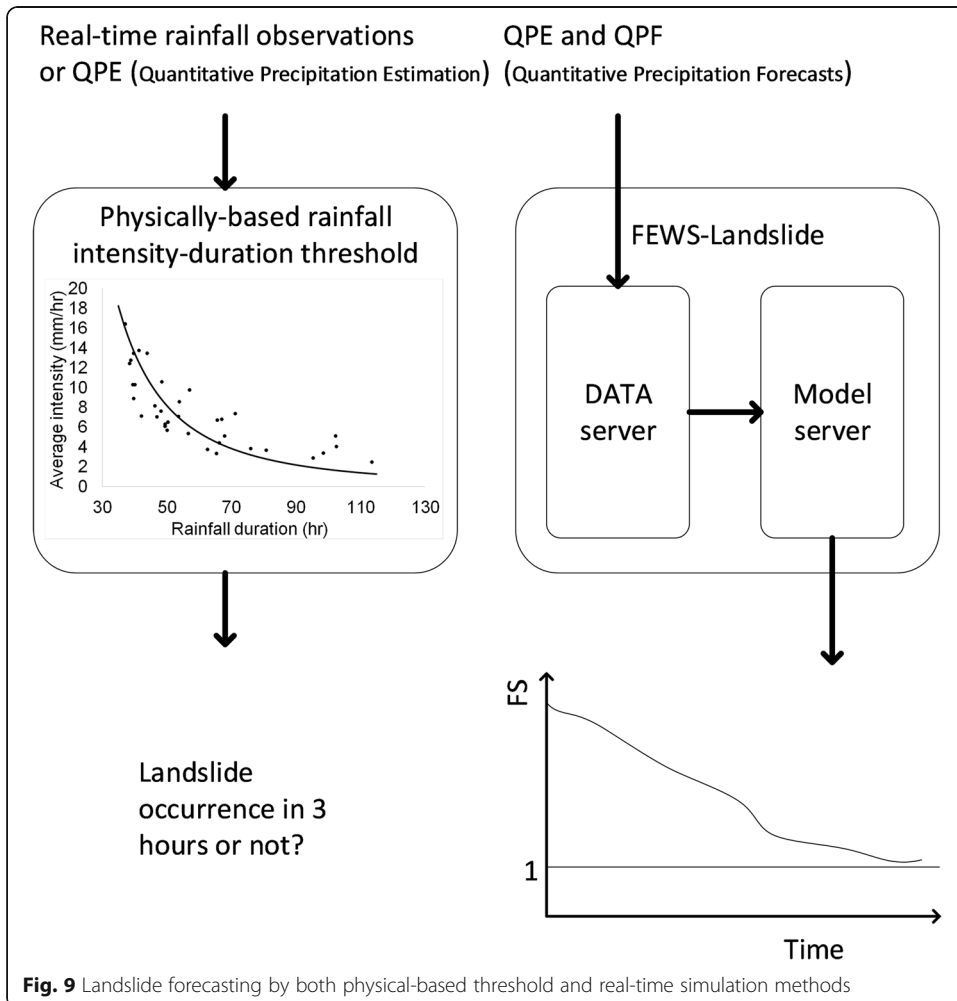 Real-time rainfall observations
or QPE (Quantitative Precipitation Estimation)
QPE and QPF
(Quantitative Precipitation Forecasts)
Physically-based rainfall
intensity-duration threshold
Average intensity (mm/hr)
20
18
16
14
12
10
8
6
4
2
0
30 50 70 90 110 130
Rainfall duration (hr)
Landslide
occurrence in 3
hours or not?
FEWS-Landslide
DATA
server
Model
server
FS
1
Time
Fig. 9 Landslide forecasting by both physical-based threshold and real-time simulation methods